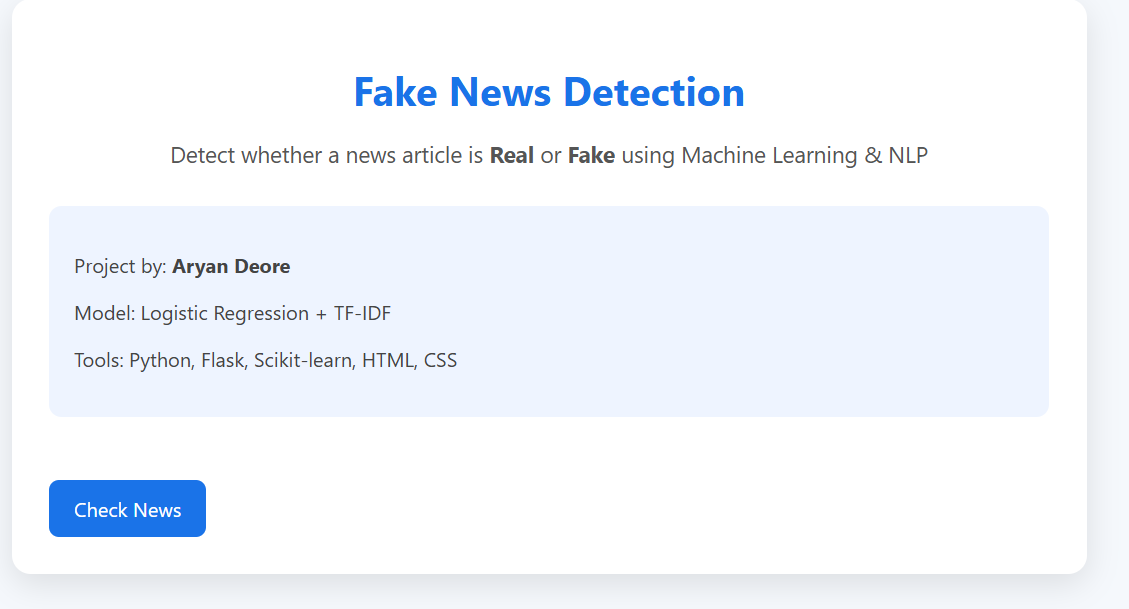 Fake News Detection
Detect whether a news article is Real or Fake using Machine Learning & NLP
Project by: Aryan Deore
Model: Logistic Regression + TF-IDF
Tools: Python, Flask, Scikit-learn, HTML, CSS
Check News